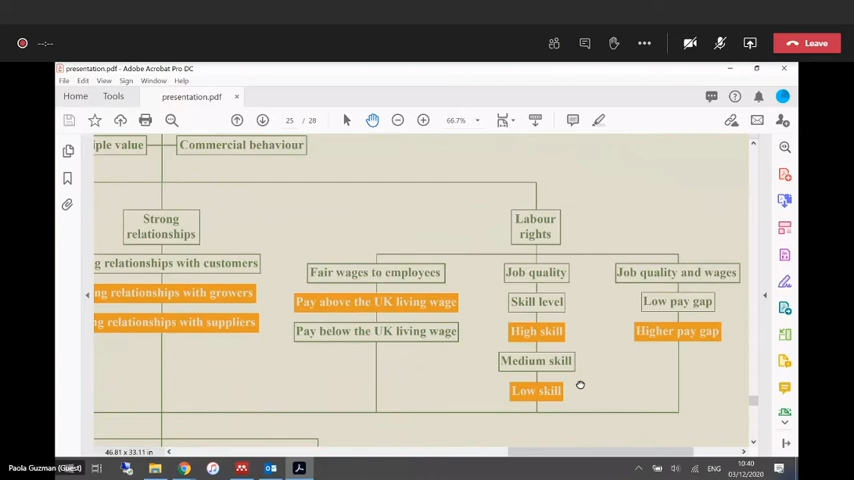 --:--
Leave
presentation.pdf - Adobe Acrobat Pro DC
File Edit View Sign Window Help
Home Tools presentation.pdf ×
25 / 28 66.7%
iple value Commercial behaviour
Strong
relationships
Labour
rights
g relationships with customers
ng relationships with growers
ng relationships with suppliers
Fair wages to employees
Pay above the UK living wage
Pay below the UK living wage
Job quality
Skill level
High skill
Medium skill
Low skill
Job quality and wages
Low pay gap
Higher pay gap
46.81 x 33.11 in
Paola Guzman (Guest)
ENG
10:40
03/12/2020